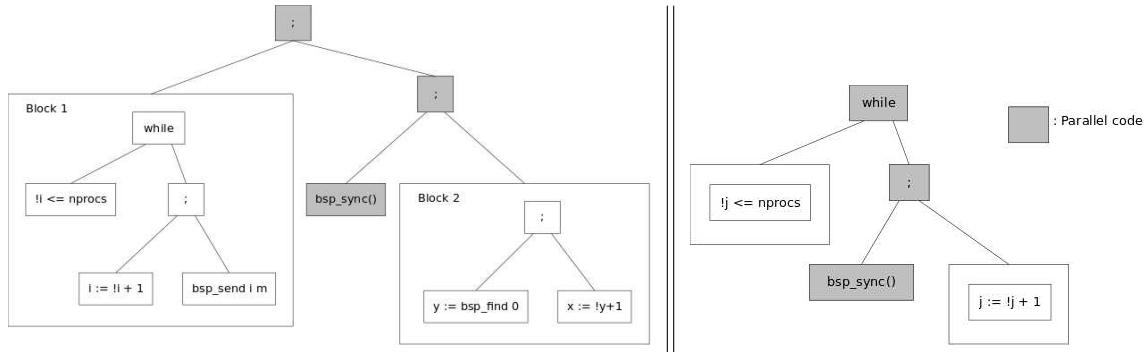 ;
Block 1
while
!i <= nprocs
;
i := !i + 1
bsp_send i m
;
bsp_sync()
Block 2
;
y := bsp_find 0
x := !y+1
while
: Parallel code
!j <= nprocs
;
bsp_sync()
j := !j + 1